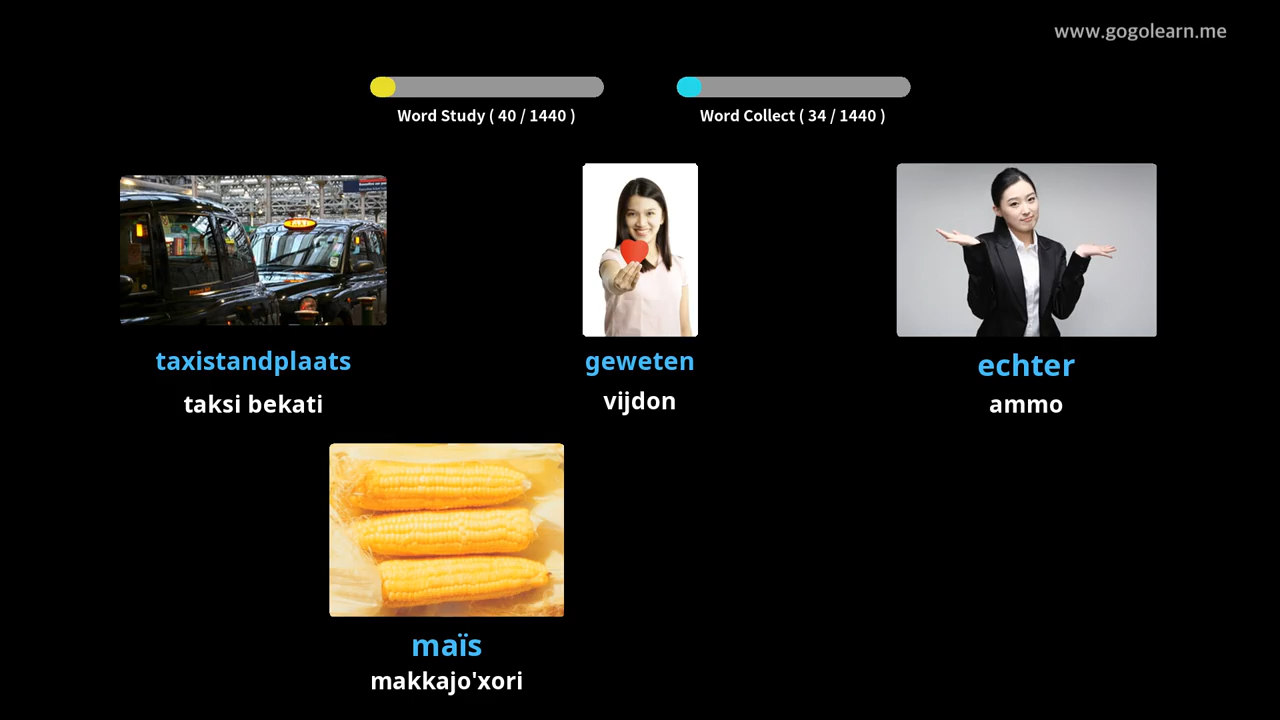 www.gogolearn.me
Word Study ( 40 / 1440 )
Word Collect ( 34 / 1440 )
taxistandplaats
geweten
echter
taksi bekati
vijdon
ammo
maïs
makkajo'xori